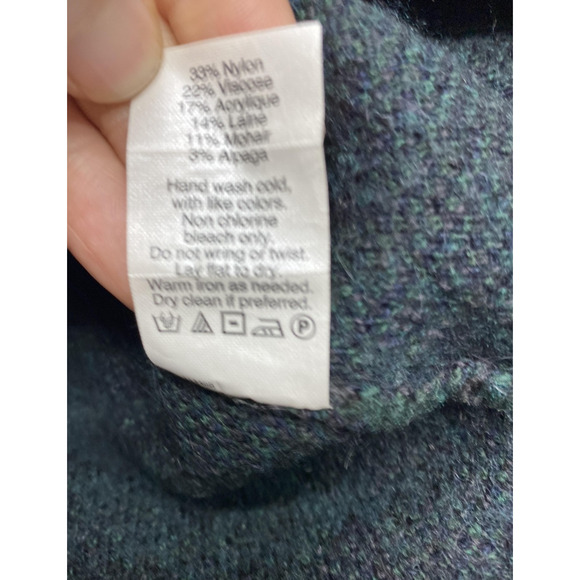 33% Nylon
22% Viscose
17% Acrylique
14% Laine
11% Mohair
3% Alpaga
Hand wash cold,
with like colors.
Non chlorine
bleach only.
Do not wring or twist.
Lay flat to dry.
Warm iron as needed.
Dry clean if preferred.
P